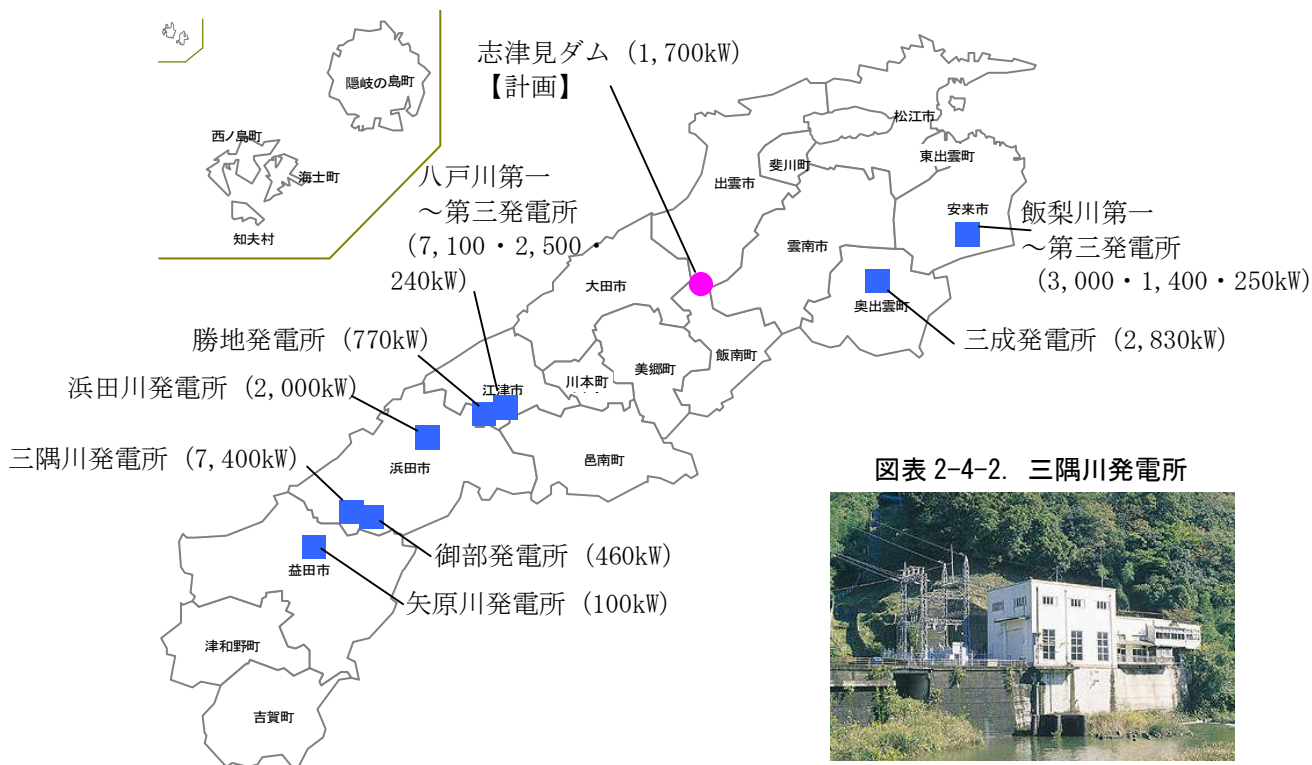 志津見ダム (1,700kW)
【計画】
隠岐の島町
西ノ島町
海士町
知夫村
松江市
東出雲町
斐川町
出雲市
安来市
雲南市
八戸川第一
～第三発電所
(7,100・2,500・
240kW)
飯梨川第一
～第三発電所
(3,000・1,400・250kW)
大田市
奥出雲町
三成発電所 (2,830kW)
勝地発電所 (770kW)
飯南町
美郷町
川本町
江津市
浜田川発電所 (2,000kW)
三隅川発電所 (7,400kW)
浜田市
邑南町
図表 2-4-2. 三隅川発電所
御部発電所 (460kW)
益田市
矢原川発電所 (100kW)
津和野町
吉賀町